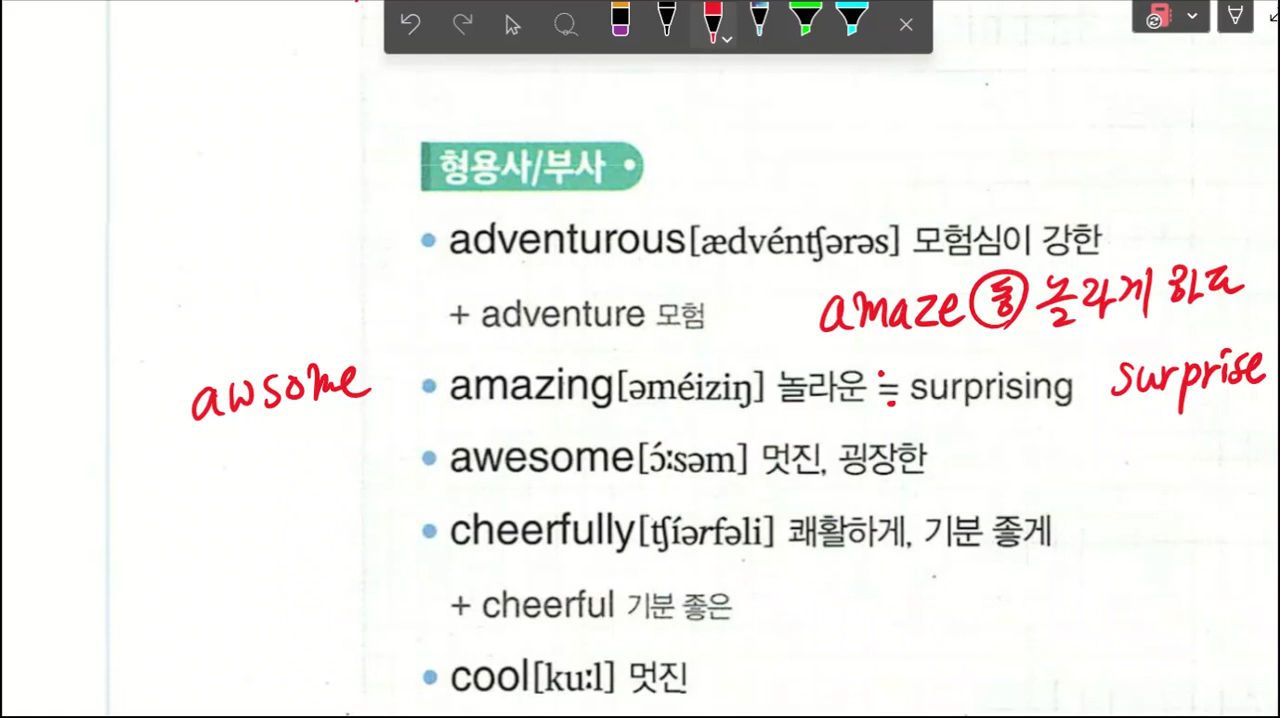 형용사/부사
adventurous[ædvéntʃərəs] 모험심이 강한
+ adventure 모험
amaze 동 놀라게 하다
awsome
amazing[əméiziŋ] 놀라운 ≒ surprising
surprise
awesome[ɔ́ːsəm] 멋진, 굉장한
cheerfully[tʃíərfəli] 쾌활하게, 기분 좋게
+ cheerful 기분 좋은
cool[kuːl] 멋진